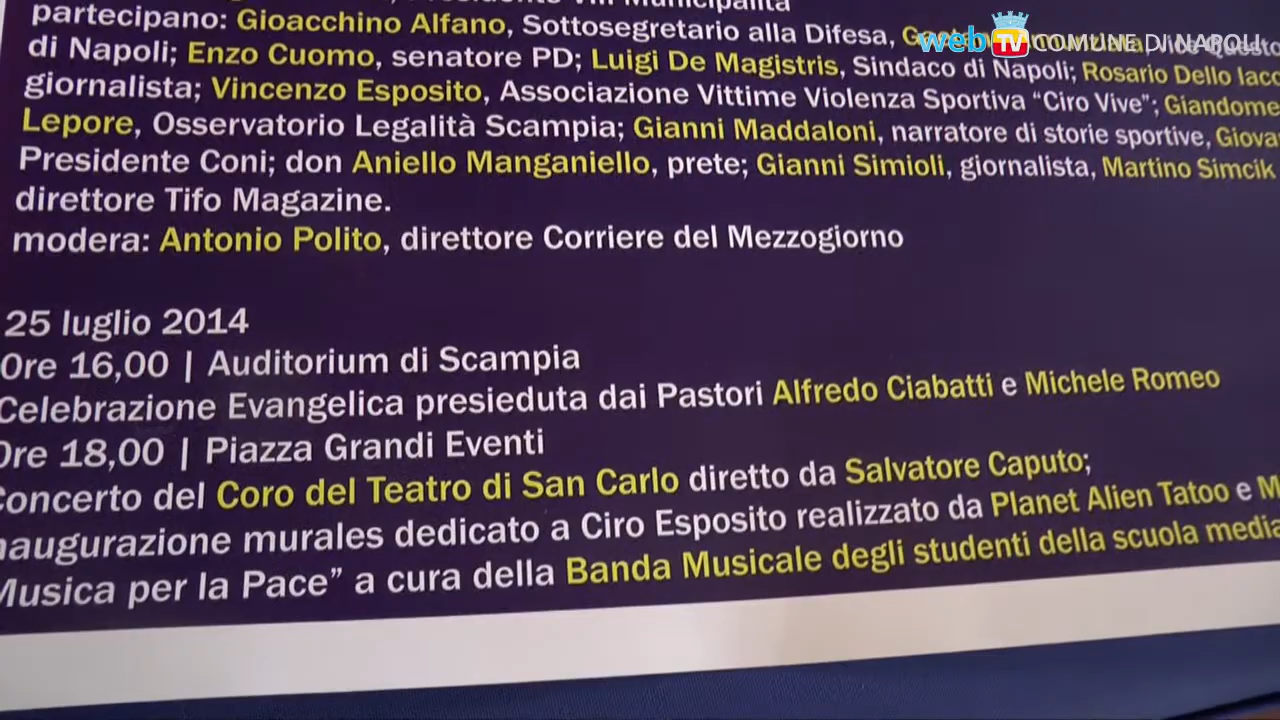 partecipano: Gioacchino Alfano, Sottosegretario alla Difesa,
di Napoli; Enzo Cuomo, senatore PD; Luigi De Magistris, Sindaco di Napoli; Rosario Dello Iacc
giornalista; Vincenzo Esposito, Associazione Vittime Violenza Sportiva “Ciro Vive”; Giandome
Lepore, Osservatorio Legalità Scampia; Gianni Maddaloni, narratore di storie sportive, Giova
Presidente Coni; don Aniello Manganiello, prete; Gianni Simioli, giornalista, Martino Simcik
direttore Tifo Magazine.
modera: Antonio Polito, direttore Corriere del Mezzogiorno
25 luglio 2014
Ore 16,00 | Auditorium di Scampia
Celebrazione Evangelica presieduta dai Pastori Alfredo Ciabatti e Michele Romeo
Ore 18,00 | Piazza Grandi Eventi
Concerto del Coro del Teatro di San Carlo diretto da Salvatore Caputo;
naugurazione murales dedicato a Ciro Esposito realizzato da Planet Alien Tatoo e M
Musica per la Pace” a cura della Banda Musicale degli studenti della scuola media
web TV COMUNE DI NAPOLI